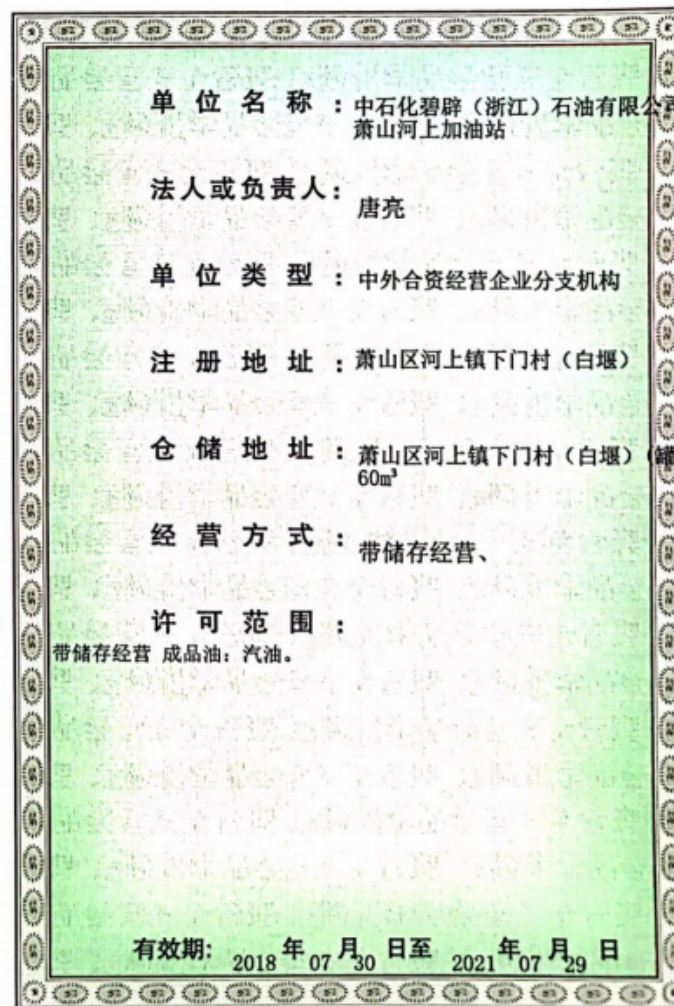 单位名称：中石化碧辟（浙江）石油有限公司
萧山河上加油站
法人或负责人：唐亮
单位类型：中外合资经营企业分支机构
注册地址：萧山区河上镇下门村（白堰）
仓储地址：萧山区河上镇下门村（白堰）（罐
60m³
经营方式：带储存经营、
许可范围：
带储存经营 成品油：汽油。
有效期：2018年07月30日至2021年07月29日